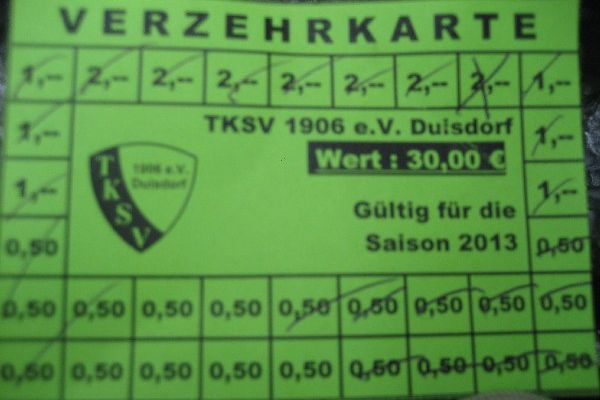 VERZEHRKARTE
1,-- 2,-- 2,-- 2,-- 2,-- 2,-- 2,-- 2,-- 1,--
1,-- TKSV 1906 e.V. Duisdorf 1,--
Wert : 30,00 €
1,-- TKSV 1906 e.V. Duisdorf 1,--
Gültig für die
0,50 Saison 2013 0,50
0,50 0,50 0,50 0,50 0,50 0,50 0,50 0,50 0,50
0,50 0,50 0,50 0,50 0,50 0,50 0,50 0,50 0,50